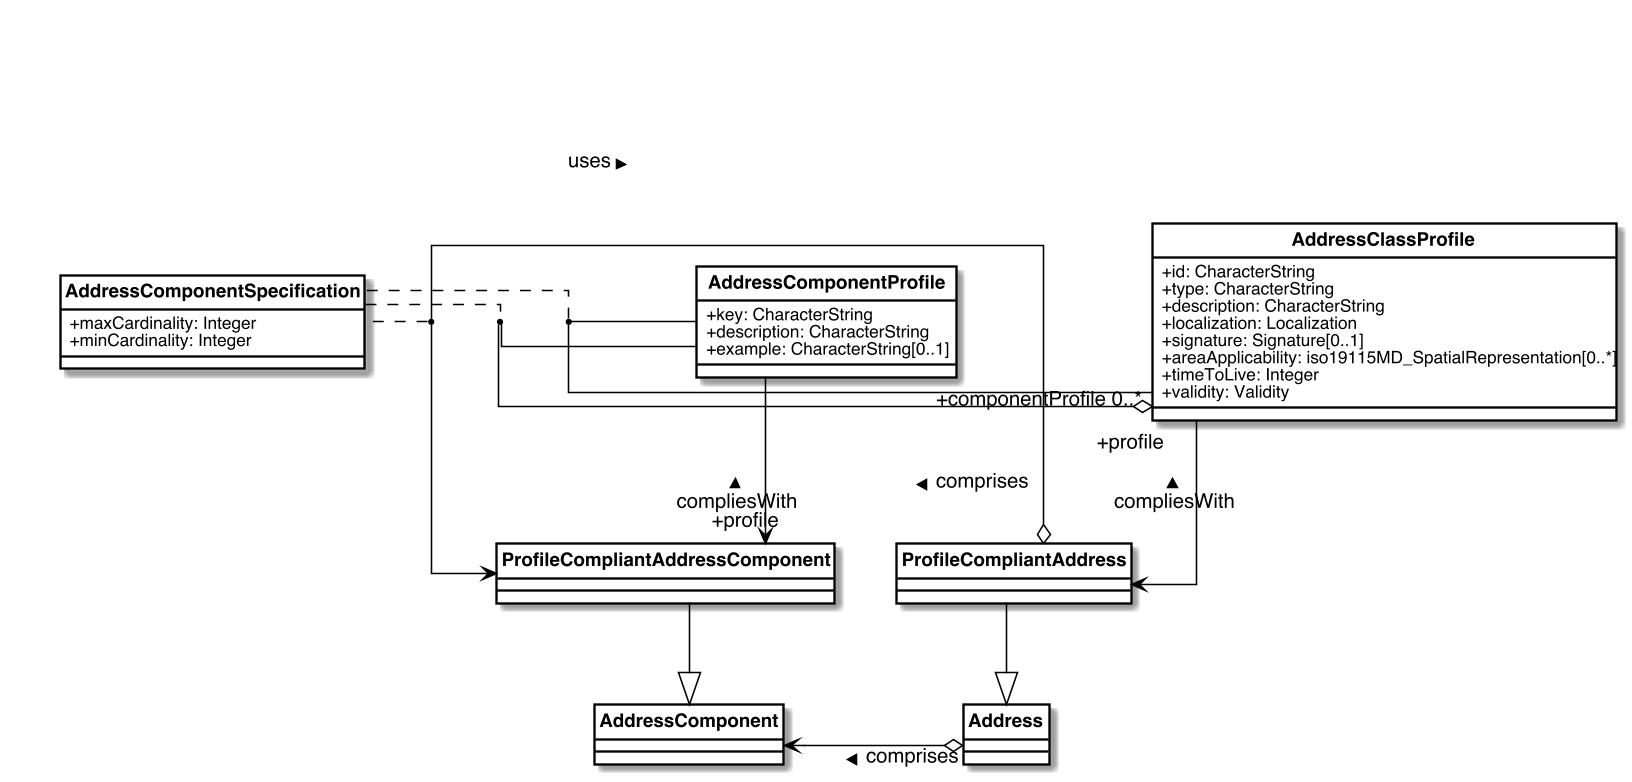 uses ►
AddressComponentSpecification
+maxCardinality: Integer
+minCardinality: Integer
AddressComponentProfile
+key: CharacterString
+description: CharacterString
+example: CharacterString[0..1]
AddressClassProfile
+id: CharacterString
+type: CharacterString
+description: CharacterString
+localization: Localization
+signature: Signature[0..1]
+areaApplicability: iso19115MD_SpatialRepresentation[0..*]
+timeToLive: Integer
+validity: Validity
+componentProfile 0..*
+profile
▲
compliesWith
+profile
◄ comprises
▲
compliesWith
ProfileCompliantAddressComponent
ProfileCompliantAddress
AddressComponent
Address
◄ comprises